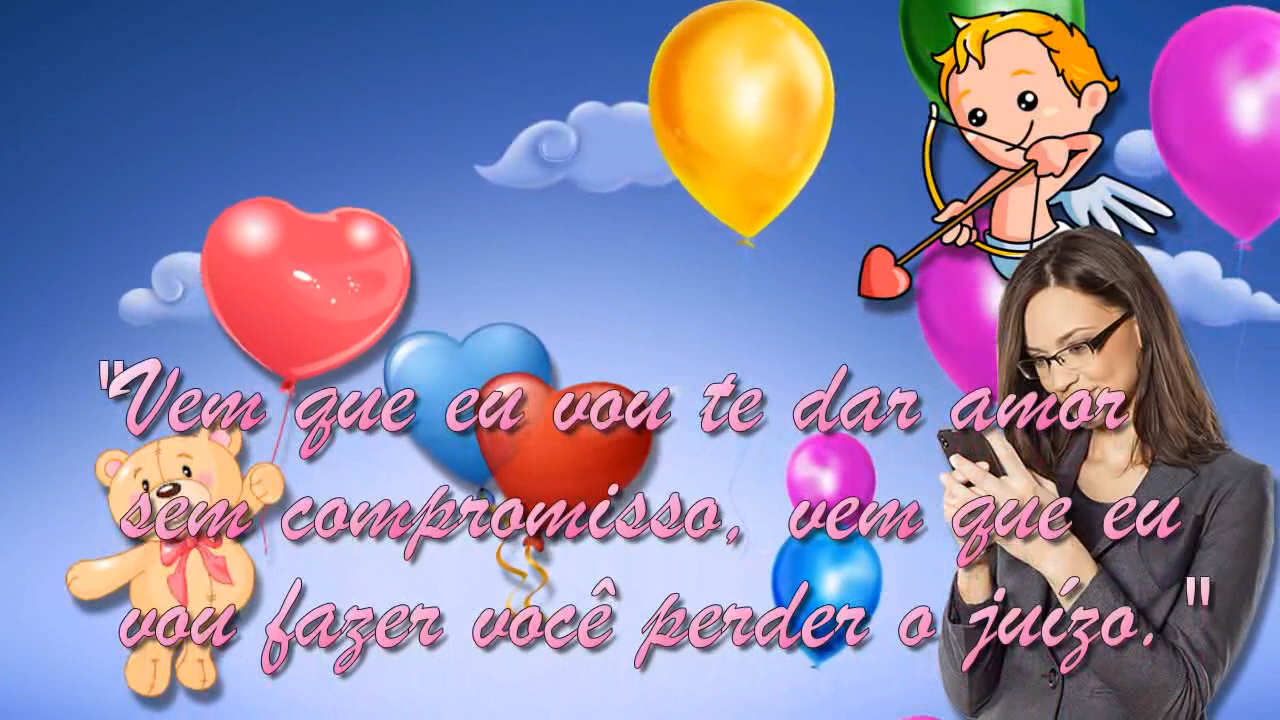 "Vem que eu vou te dar amor
sem compromisso, vem que eu
vou fazer você perder o juízo."